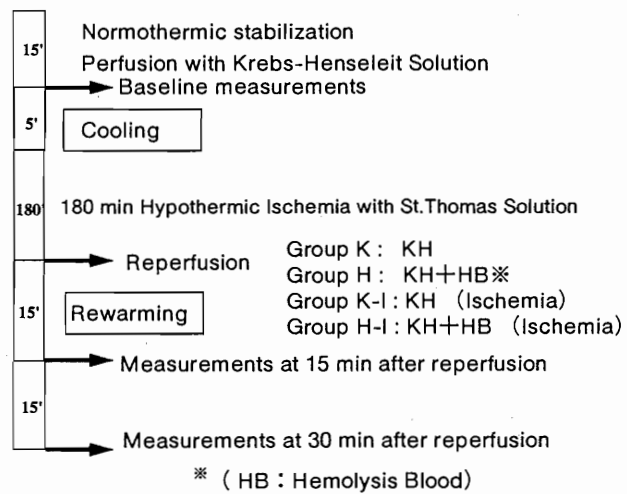 15'
Normothermic stabilization
Perfusion with Krebs-Henseleit Solution
Baseline measurements
5'
Cooling
180'
180 min Hypothermic Ischemia with St.Thomas Solution
Reperfusion
Group K : KH
Group H : KH＋HB※
Group K-I : KH （Ischemia）
Group H-I : KH＋HB （Ischemia）
15'
Rewarming
Measurements at 15 min after reperfusion
15'
Measurements at 30 min after reperfusion
※ ( HB : Hemolysis Blood)